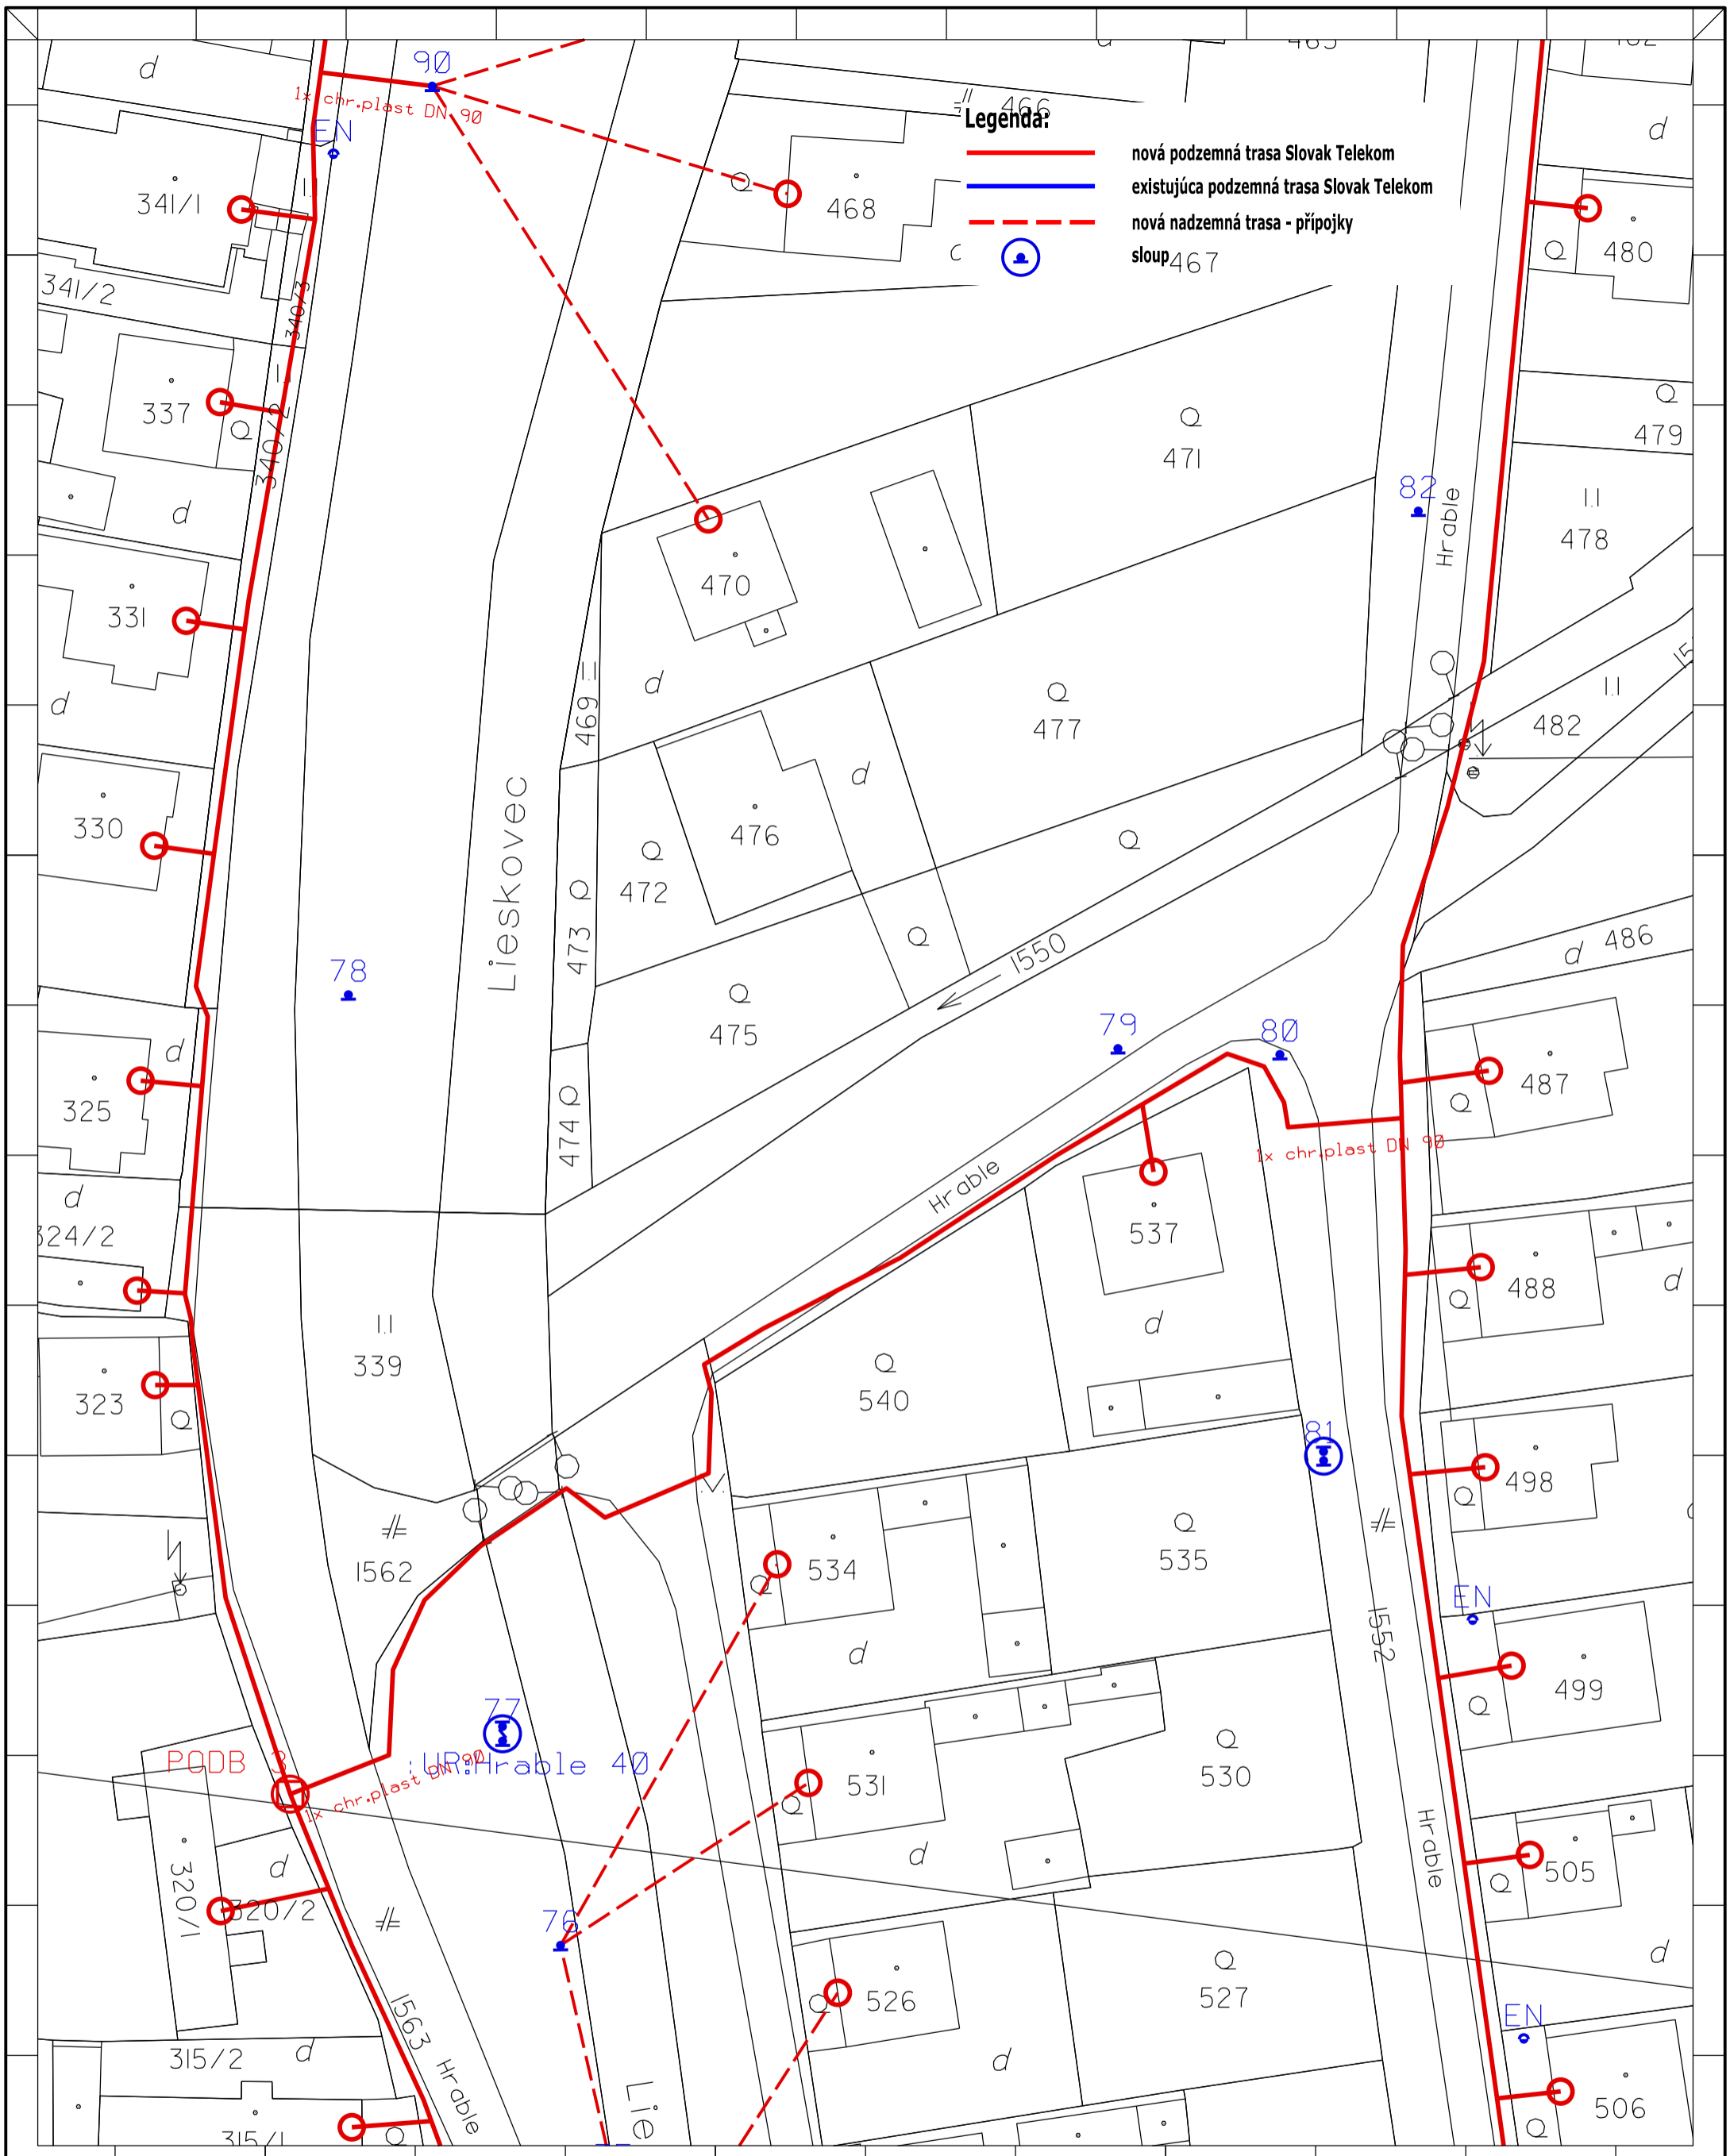 d
90
466
1x chr.plast DN 90
Legenda:
d
EN
nová podzemná trasa Slovak Telekom
existujúca podzemná trasa Slovak Telekom
341/1
468
nová nadzemná trasa - přípojky
480
sloup
467
341/2
340/3
337
471
479
340/2
d
82
Hrable
478
470
331
d
469
d
477
482
d
330
476
472
Lieskovec
473
486
d
1550
78
475
79
80
d
325
474
487
1x chr.plast DN 90
Hrable
d
324/2
537
488
d
339
d
323
540
81
498
1562
534
535
EN
1552
d
499
77
PODB 3
UR:Hrable 40
1x chr.plast DN 90
531
530
Hrable
d
d
505
320/1
320/2
76
d
526
527
1563
Hrable
EN
315/2
d
d
Lie
506
315/1